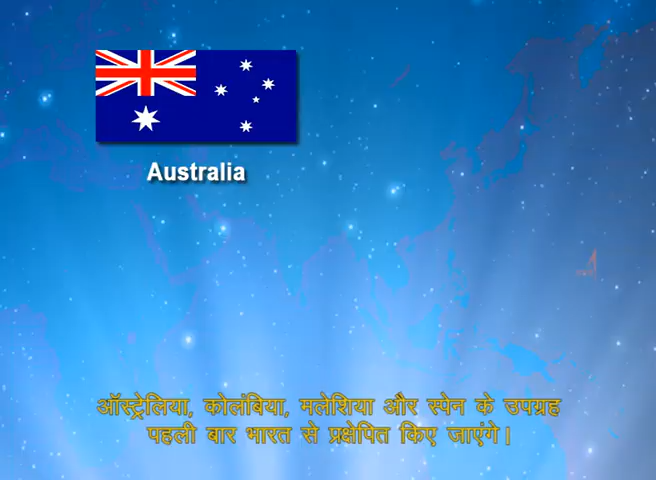 Australia
ऑस्ट्रेलिया, कोलंबिया, मलेशिया और स्पेन के उपग्रह
पहली बार भारत से प्रक्षेपित किए जाएंगे।